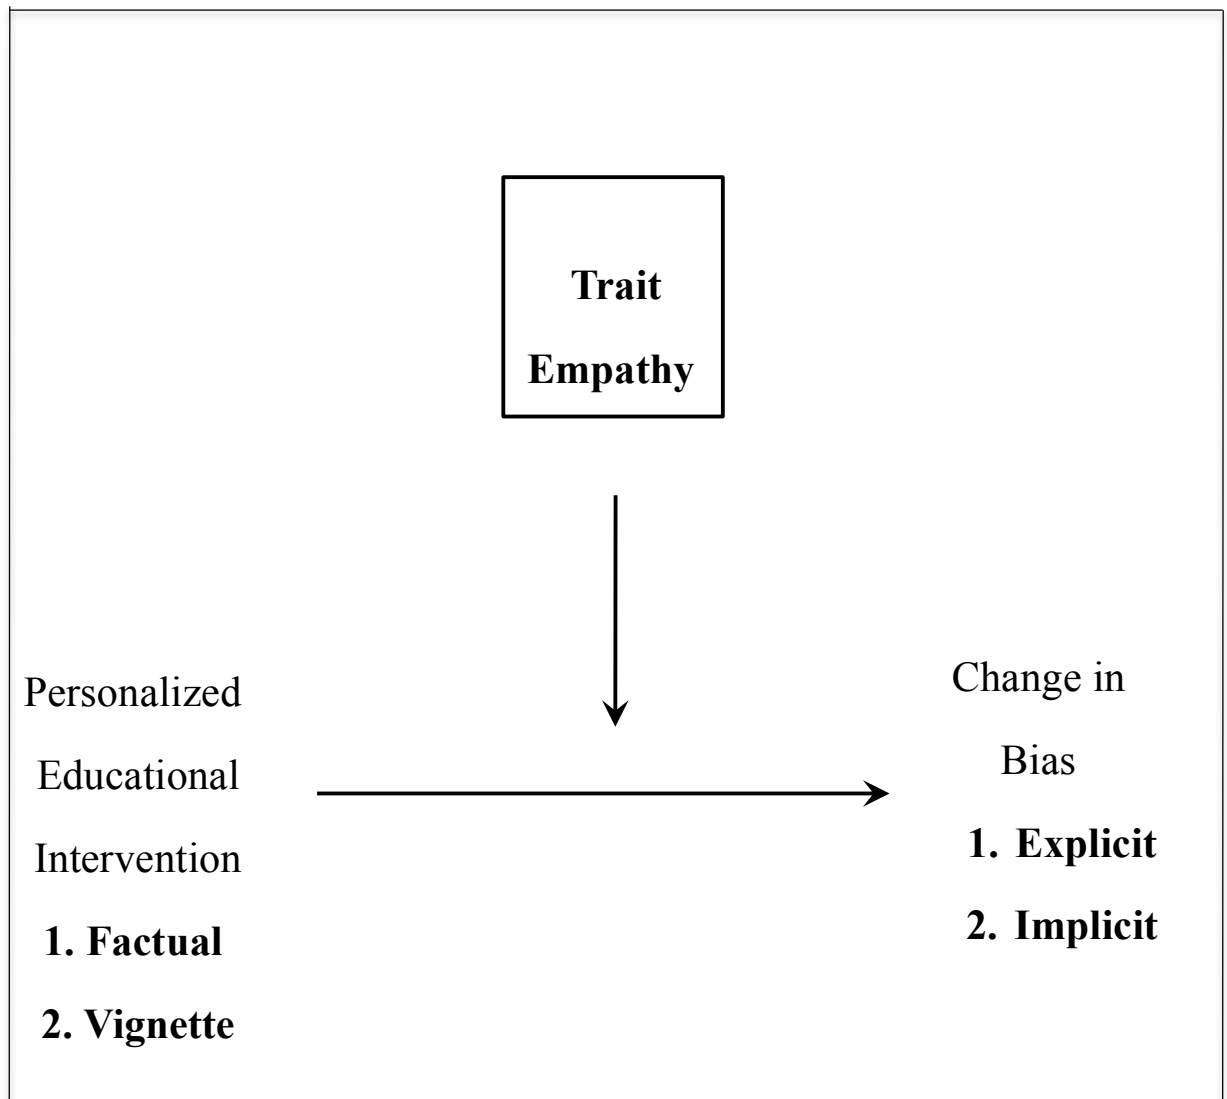 Trait
Empathy
Personalized
Educational
Intervention
1. Factual
2. Vignette
Change in
Bias
1. Explicit
2. Implicit